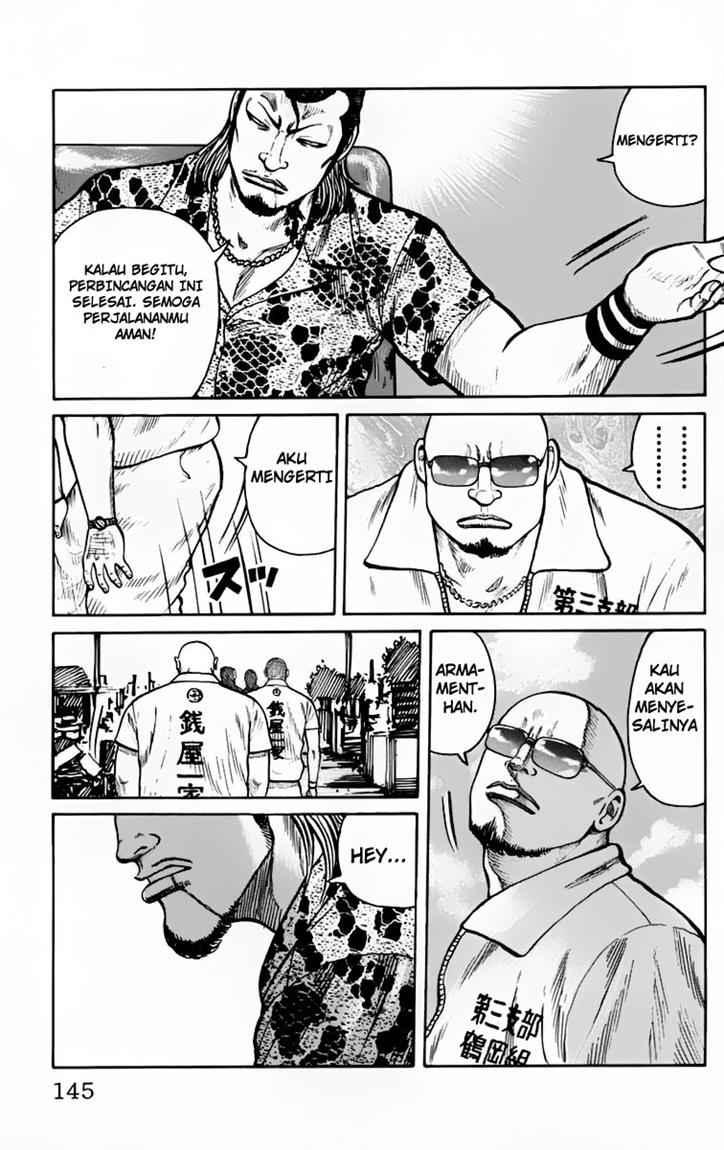 MENGERTI?
KALAU BEGITU,
PERBINCANGAN INI
SELESAI. SEMOGA
PERJALANANMU
AMAN!
⋯⋯⋯
第三支部
AKU
MENGERTI
スッ
KAU
AKAN
MENYE-
SALINYA
ARMA-
MENT-
HAN.
第三支部
鶴岡組
銭屋一家
銭屋一家
HEY...
145